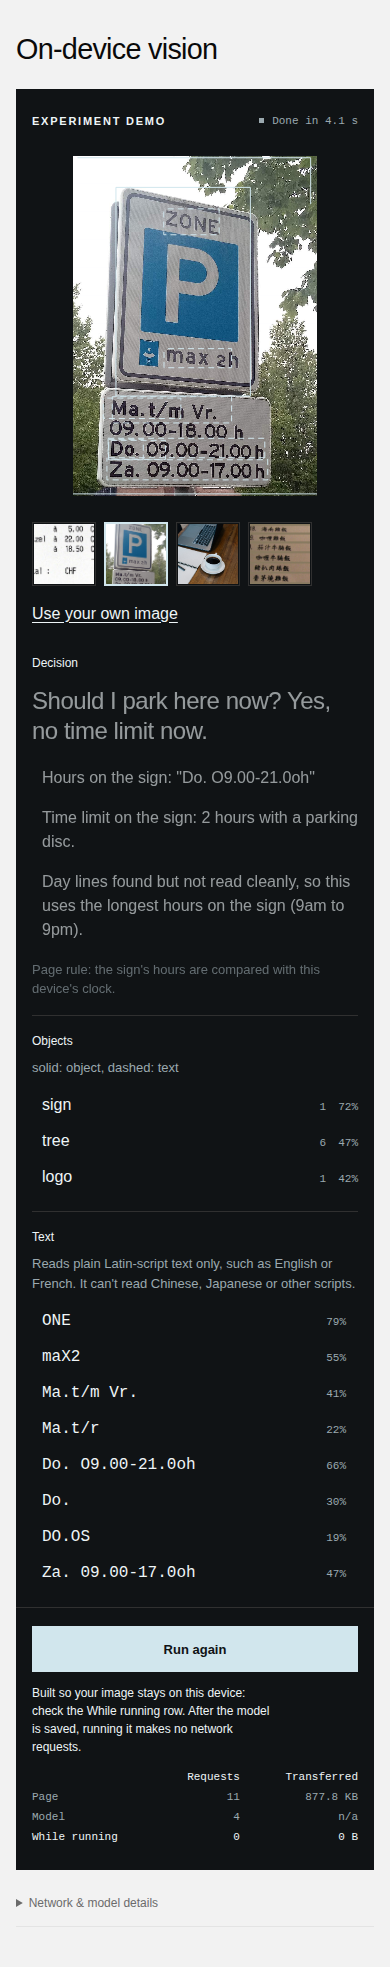 On-device vision
EXPERIMENT DEMO
Done in 4.1 s
ZONE
P
max 2h
Ma.t/m Vr.
09.00-18.00 h
Do. 09.00-21.00h
Za. 09.00-17.00h
à 5.00
zel à 22.00
à 18.50
al: CHF
Use your own image
Decision
Should I park here now? Yes,
no time limit now.
Hours on the sign: "Do. O9.00-21.0oh"
Time limit on the sign: 2 hours with a parking
disc.
Day lines found but not read cleanly, so this
uses the longest hours on the sign (9am to
9pm).
Page rule: the sign's hours are compared with this
device's clock.
Objects
solid: object, dashed: text
sign 1 72%
tree 6 47%
logo 1 42%
Text
Reads plain Latin-script text only, such as English or
French. It can't read Chinese, Japanese or other scripts.
ONE 79%
maX2 55%
Ma.t/m Vr. 41%
Ma.t/r 22%
Do. O9.00-21.0oh 66%
Do. 30%
DO.OS 19%
Za. 09.00-17.0oh 47%
Run again
Built so your image stays on this device:
check the While running row. After the model
is saved, running it makes no network
requests.
Requests Transferred
Page 11 877.8 KB
Model 4 n/a
While running 0 0 B
Network & model details